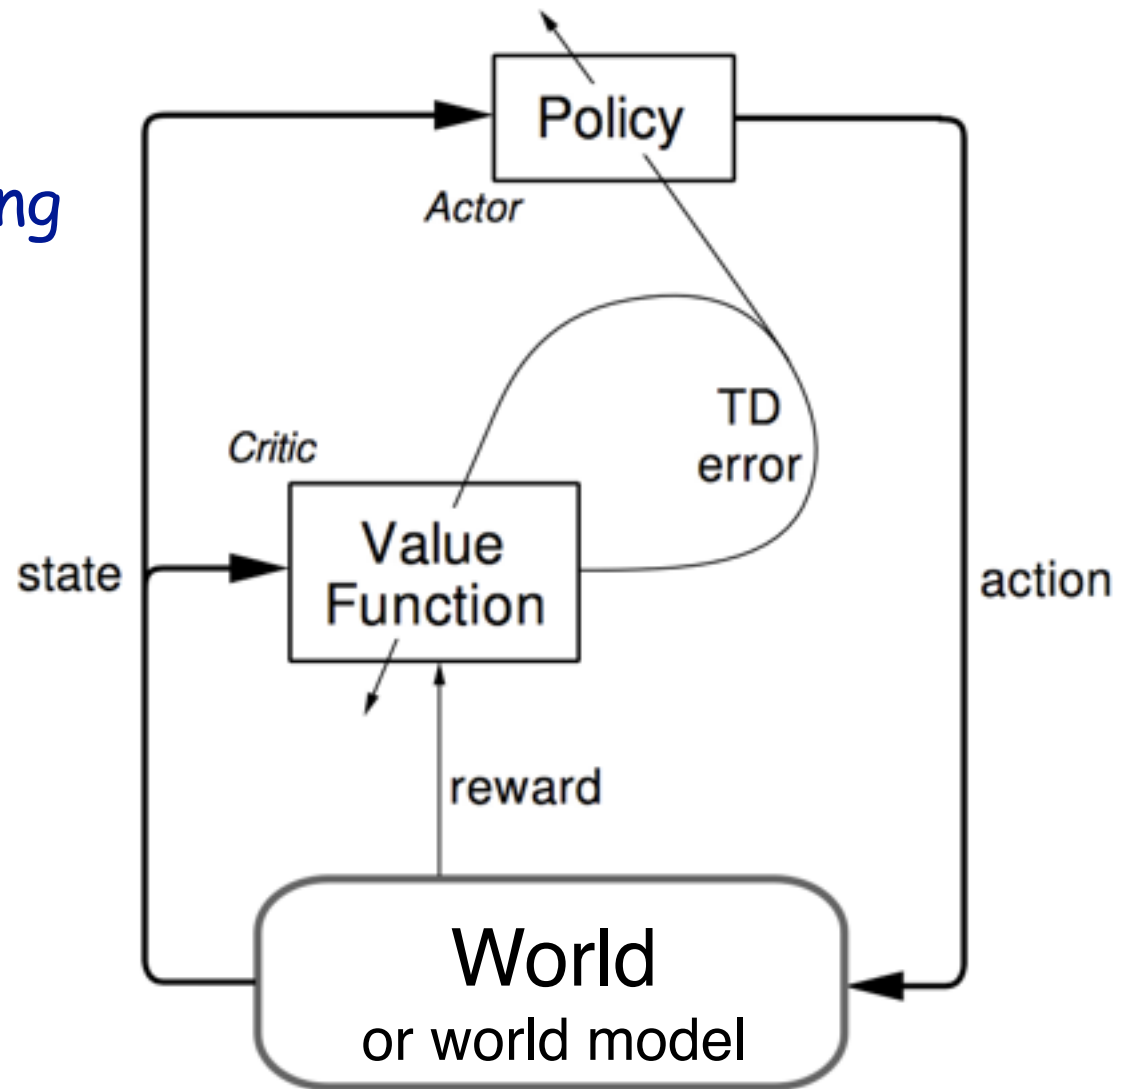 Policy
ng
Actor
TD
error
Critic
Value
Function
state
action
reward
World
or world model